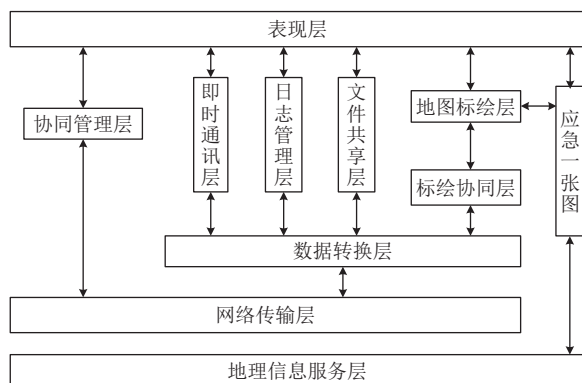 表现层
协同管理层
即时通讯层
日志管理层
文件共享层
地图标绘层
应急一张图
标绘协同层
数据转换层
网络传输层
地理信息服务层